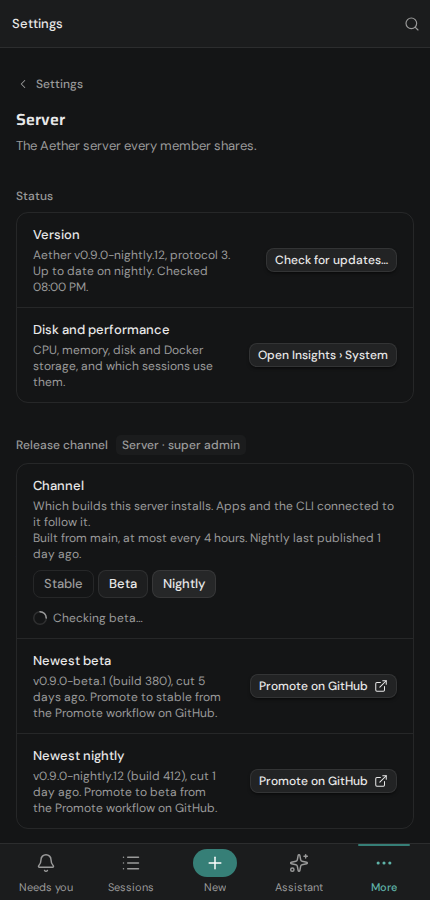 Settings
Settings
Server
The Aether server every member shares.
Status
Version
Aether v0.9.0-nightly.12, protocol 3.
Up to date on nightly. Checked
08:00 PM.
Check for updates…
Disk and performance
CPU, memory, disk and Docker
storage, and which sessions use
them.
Open Insights › System
Release channel
Server · super admin
Channel
Which builds this server installs. Apps and the CLI connected to
it follow it.
Built from main, at most every 4 hours. Nightly last published 1
day ago.
Stable
Beta
Nightly
Checking beta…
Newest beta
v0.9.0-beta.1 (build 380), cut 5
days ago. Promote to stable from
the Promote workflow on GitHub.
Promote on GitHub
Newest nightly
v0.9.0-nightly.12 (build 412), cut 1
day ago. Promote to beta from
the Promote workflow on GitHub.
Promote on GitHub
Needs you
Sessions
New
Assistant
More